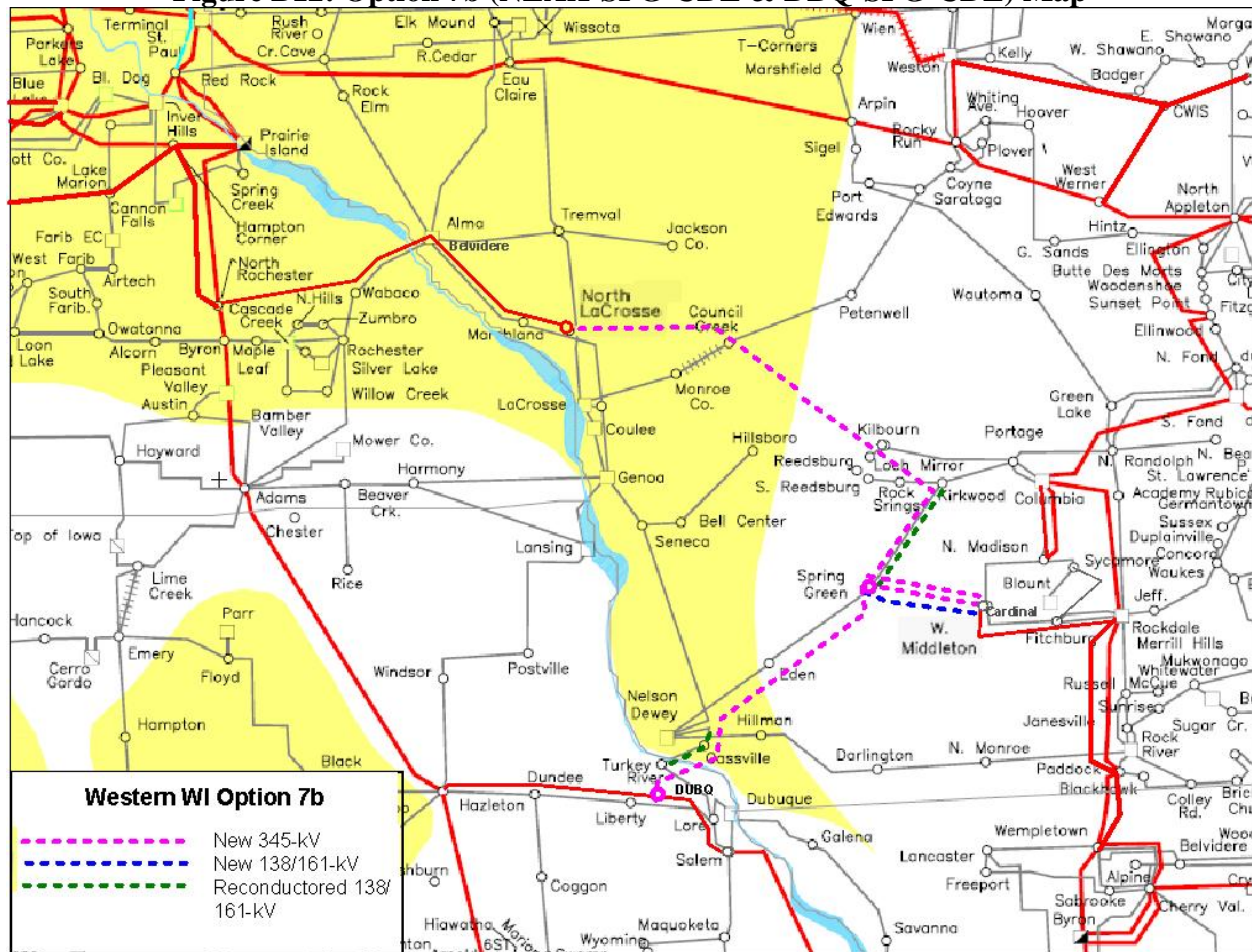 Terminal
St.
Paul
Parkers
Lake
Blue
Bl. Dog
Red Rock
Rush
River
Cr.Cave
Elk Mound
R.Cedar
Wissota
Eau
Claire
Rock
Elm
T-Corners
Marshfield
Wien
Weston
Kelly
W. Shawano
E. Shawano
Badger
CWIS
Arpin
Sigel
Rocky
Run
Whiting
Ave.
Hoover
Plover
Coyne
Saratoga
Port
Edwards
West
Werner
North
Appleton
Hintz
G. Sands
Ellington
Butte Des Morts
Woodenshoe
Sunset Point
Ellinwood
N. Fond
Inver
Hills
Prairie
Island
Lake
Marion
Cannon
Falls
Spring
Creek
Hampton
Corner
Farib EC
West Farib
Airtech
South
Farib.
North
Rochester
Cascade
Creek
N.Hills
Wabaco
Zumbro
Alma
Belvidere
Tremval
Jackson
Co.
Owatonna
Alcorn
Byron
Maple
Leaf
Rochester
Silver Lake
Willow Creek
Pleasant
Valley
Austin
Bamber
Valley
Marshland
North
LaCrosse
Council
Creek
Monroe
Co.
Petenwell
Wautoma
Green
Lake
S. Fond
LaCrosse
Coulee
Genoa
Hillsboro
Bell Center
Seneca
Reedsburg
S. Reedsburg
Kilbourn
Loch Mirror
Rock
Srings
Kirkwood
Portage
Columbia
N. Randolph
St. Lawrence
Academy
Germantown
Sussex
Duplainville
Concord
Waukes
Hayward
Mower Co.
Adams
Harmony
Beaver
Crk.
Chester
Rice
Lansing
Top of Iowa
Lime
Creek
Hancock
Cerro
Gordo
Emery
Parr
Floyd
Hampton
Black
Windsor
Postville
N. Madison
Sycamore
Blount
Spring
Green
Cardinal
W.
Middleton
Fitchburg
Jeff.
Rockdale
Merrill Hills
Mukwonago
Whitewater
Russell
McCue
Sunrise
Janesville
Sugar Cr.
Rock
River
Paddock
Blackhawk
Colley
Rd.
Eden
Nelson
Dewey
Hillman
Cassville
Turkey
River
DUBQ
Darlington
N. Monroe
Dundee
Hazleton
Liberty
Lore
Dubuque
Salem
Galena
Lancaster
Freeport
Wempletown
Belvidere
Alpine
Sabrooke
Byron
Cherry Val.
Coggon
Maquoketa
Hiawatha
Wyoming
Savanna
Western WI Option 7b
New 345-kV
New 138/161-kV
Reconductored 138/
161-kV